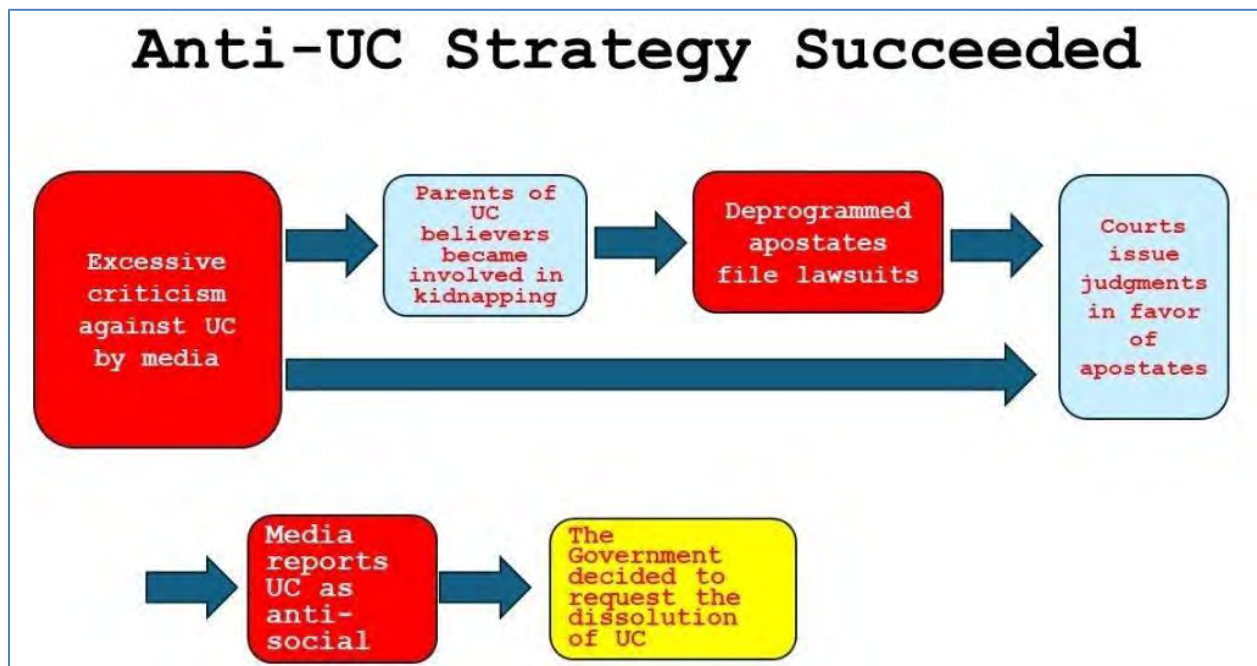 Anti-UC Strategy Succeeded
Excessive
criticism
against UC
by media
Parents of
UC
believers
became
involved in
kidnapping
Deprogrammed
apostates
file lawsuits
Courts
issue
judgments
in favor
of
apostates
Media
reports
UC as
anti-
social
The
Government
decided to
request the
dissolution
of UC